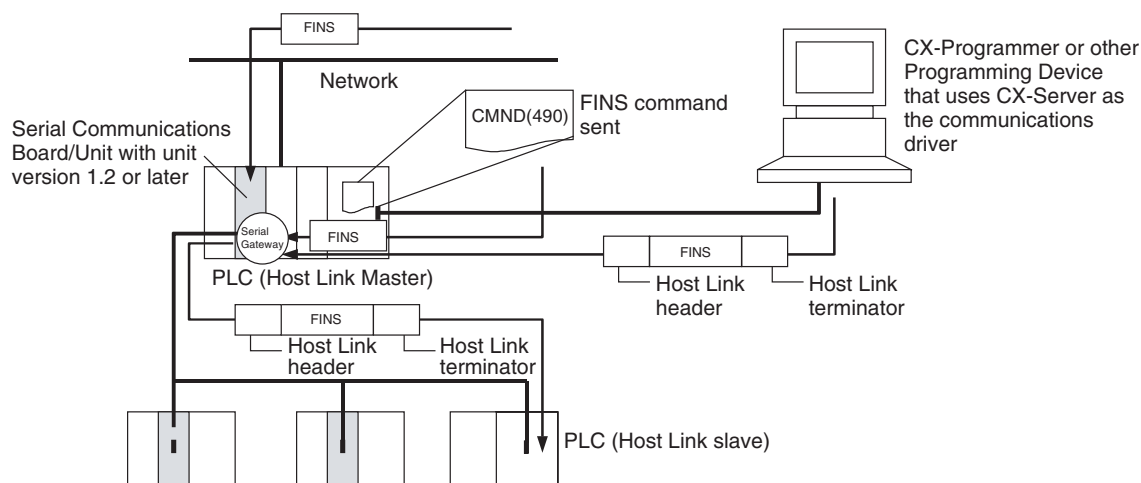 FINS
Network
CMND(490)
FINS command
sent
CX-Programmer or other
Programming Device
that uses CX-Server as
the communications
driver
Serial Communications
Board/Unit with unit
version 1.2 or later
Serial
Gateway
FINS
FINS
PLC (Host Link Master)
Host Link
header
Host Link
terminator
FINS
Host Link
header
Host Link
terminator
PLC (Host Link slave)